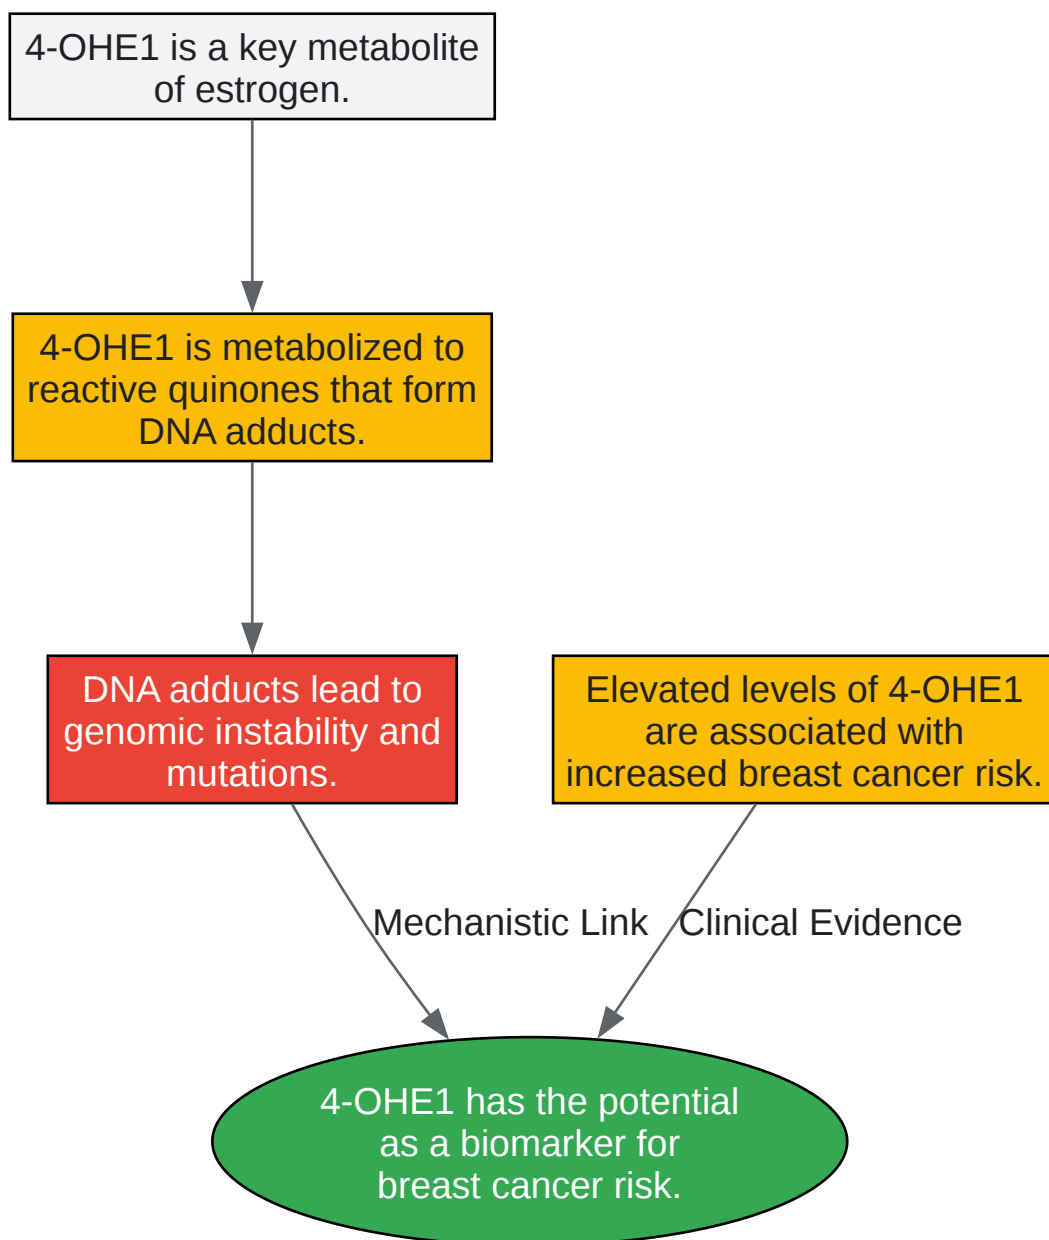 4-OHE1 is a key metabolite
of estrogen.
4-OHE1 is metabolized to
reactive quinones that form
DNA adducts.
DNA adducts lead to
genomic instability and
mutations.
Elevated levels of 4-OHE1
are associated with
increased breast cancer risk.
Mechanistic Link
Clinical Evidence
4-OHE1 has the potential
as a biomarker for
breast cancer risk.